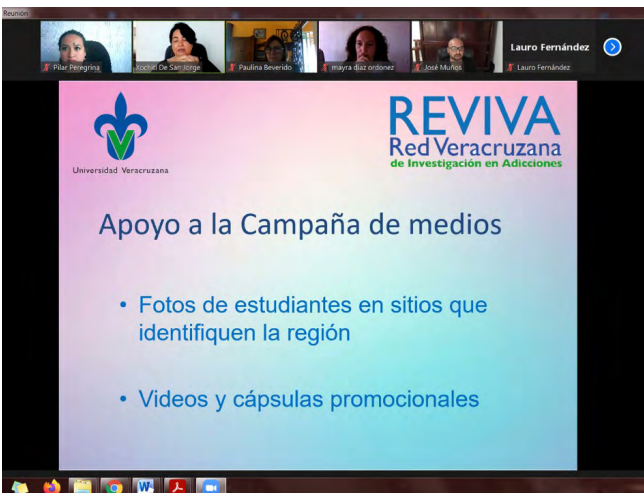 Reunión
Pilar Peregrina
Xochitl De San Jorge
Paulina Beverido
mayra diaz ordonez
José Muños
Lauro Fernández
Lauro Fernández
Universidad Veracruzana
REVIVA
Red Veracruzana
de Investigación en Adicciones
Apoyo a la Campaña de medios
• Fotos de estudiantes en sitios que
identifiquen la región
• Videos y cápsulas promocionales